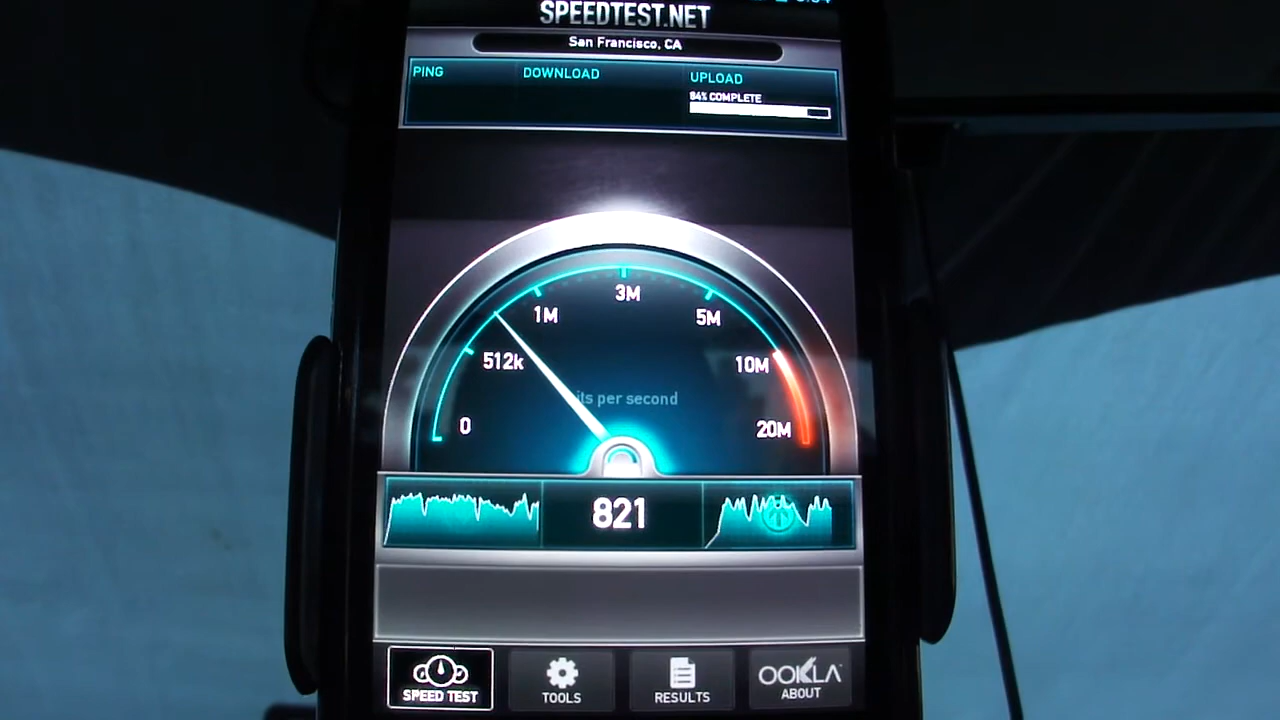 SPEEDTEST.NET
San Francisco, CA
PING DOWNLOAD UPLOAD
84% COMPLETE
3M
1M 5M
512k 10M
its per second
0 20M
821
SPEED TEST TOOLS RESULTS OOKLA
ABOUT